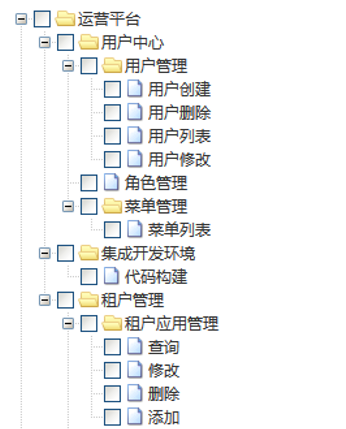 运营平台
用户中心
用户管理
用户创建
用户删除
用户列表
用户修改
角色管理
菜单管理
菜单列表
集成开发环境
代码构建
租户管理
租户应用管理
查询
修改
删除
添加